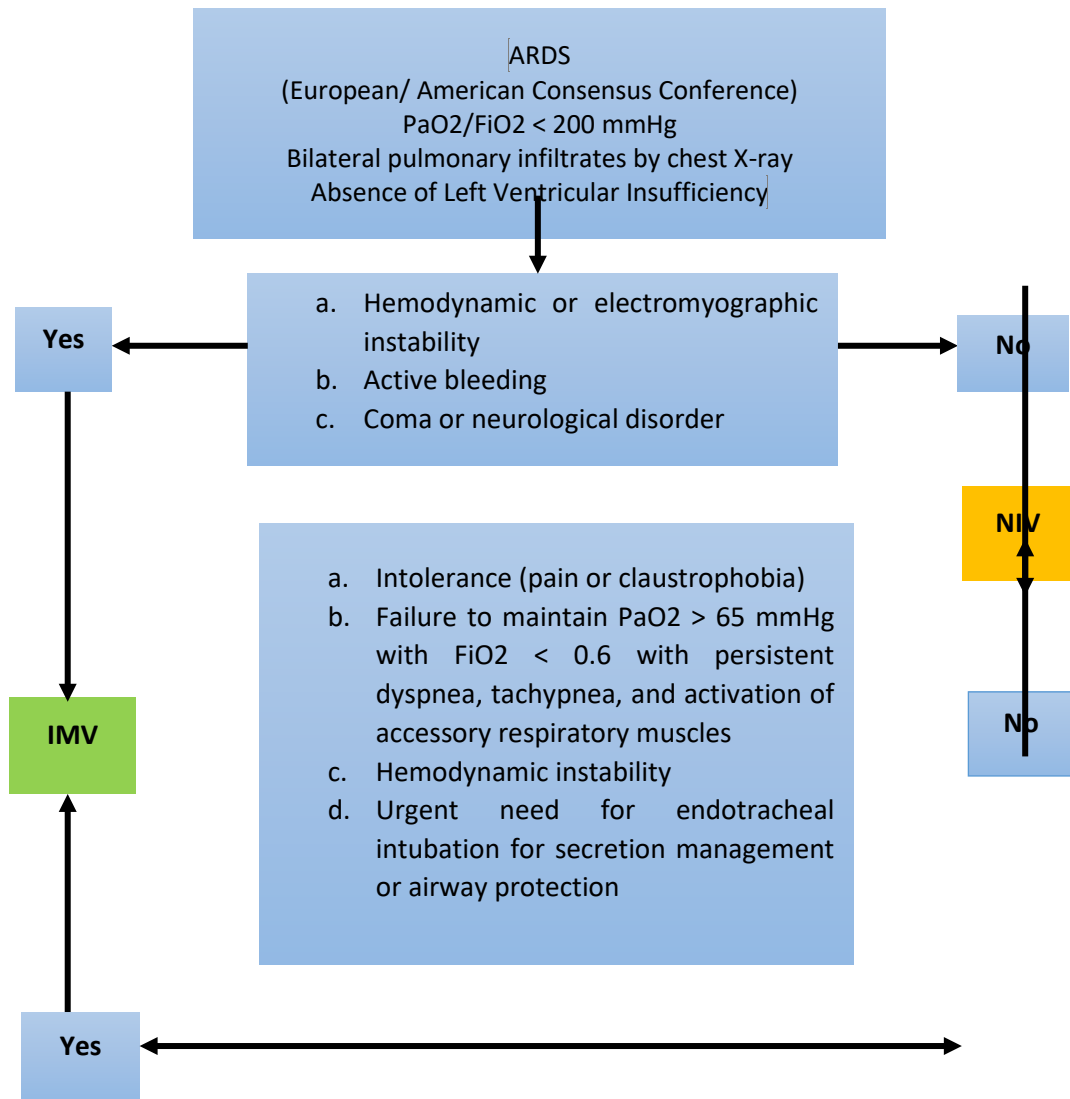 ARDS
(European/ American Consensus Conference)
PaO2/FiO2 < 200 mmHg
Bilateral pulmonary infiltrates by chest X-ray
Absence of Left Ventricular Insufficiency
Yes
a. Hemodynamic or electromyographic
instability
b. Active bleeding
c. Coma or neurological disorder
No
NIV
a. Intolerance (pain or claustrophobia)
b. Failure to maintain PaO2 > 65 mmHg
with FiO2 < 0.6 with persistent
dyspnea, tachypnea, and activation of
accessory respiratory muscles
c. Hemodynamic instability
d. Urgent need for endotracheal
intubation for secretion management
or airway protection
IMV
No
Yes